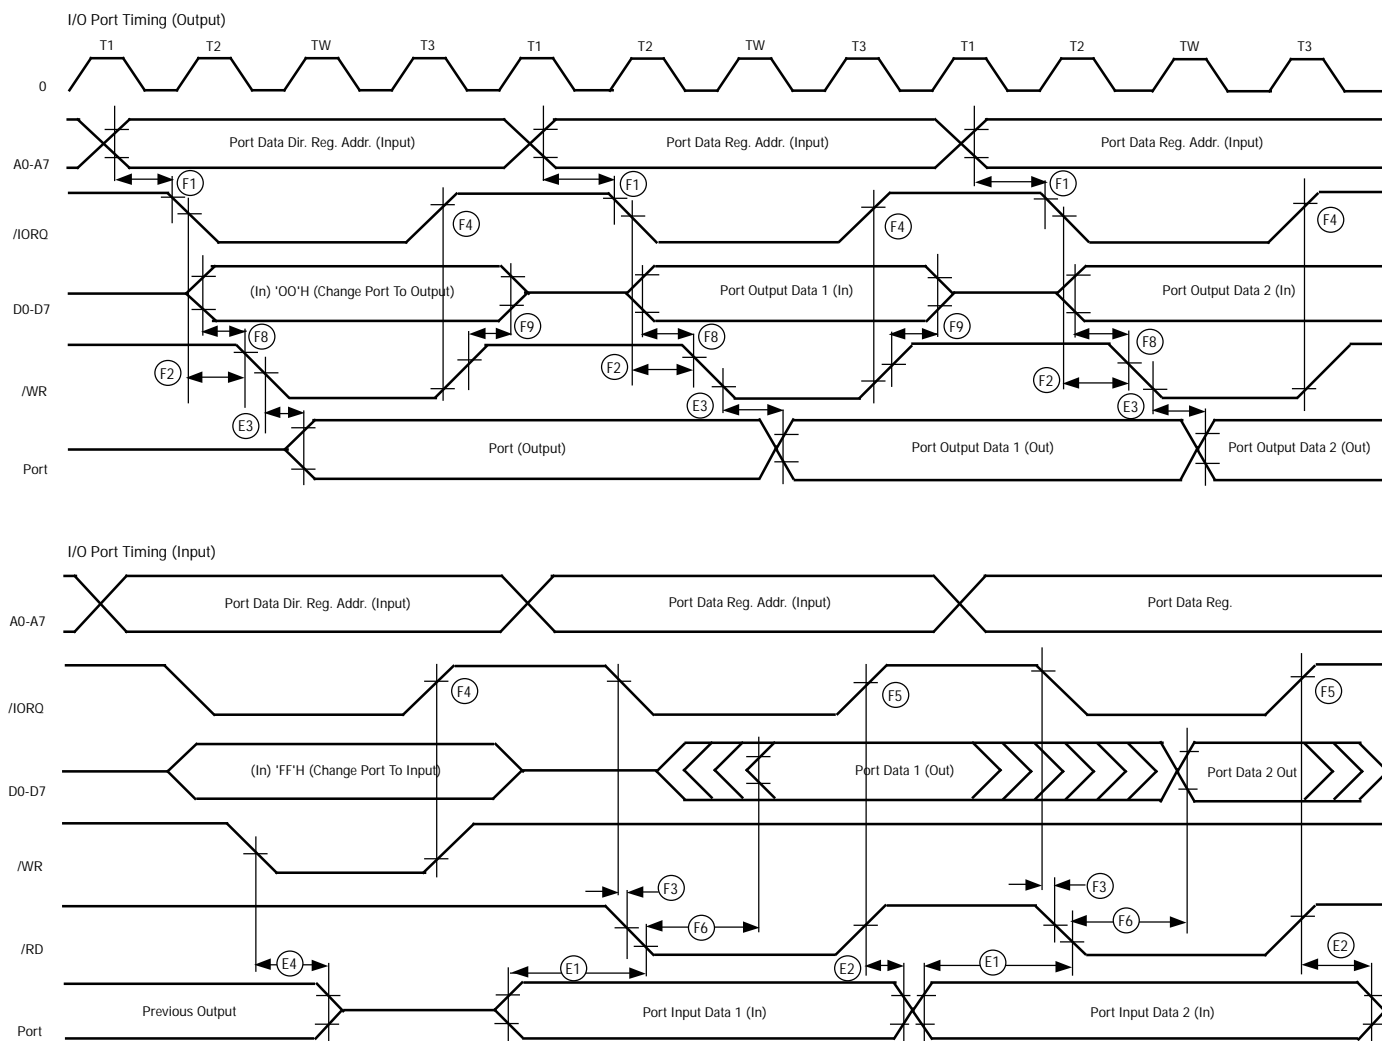 I/O Port Timing (Output)
T1 T2 TW T3 T1 T2 TW T3 T1 T2 TW T3
0
Port Data Dir. Reg. Addr. (Input) Port Data Reg. Addr. (Input) Port Data Reg. Addr. (Input)
A0-A7
F1 F1 F1
F4 F4 F4
/IORQ
(In) 'OO'H (Change Port To Output) Port Output Data 1 (In) Port Output Data 2 (In)
D0-D7
F9 F9
F8 F8 F8
F2 F2 F2
/WR
E3 E3 E3
Port (Output) Port Output Data 1 (Out) Port Output Data 2 (Out)
Port
I/O Port Timing (Input)
Port Data Dir. Reg. Addr. (Input) Port Data Reg. Addr. (Input) Port Data Reg.
A0-A7
F4 F5 F5
/IORQ
(In) 'FF'H (Change Port To Input) Port Data 1 (Out) Port Data 2 Out
D0-D7
/WR
F3 F3
F6 F6
/RD
E4 E1 E2 E1 E2
Previous Output Port Input Data 1 (In) Port Input Data 2 (In)
Port